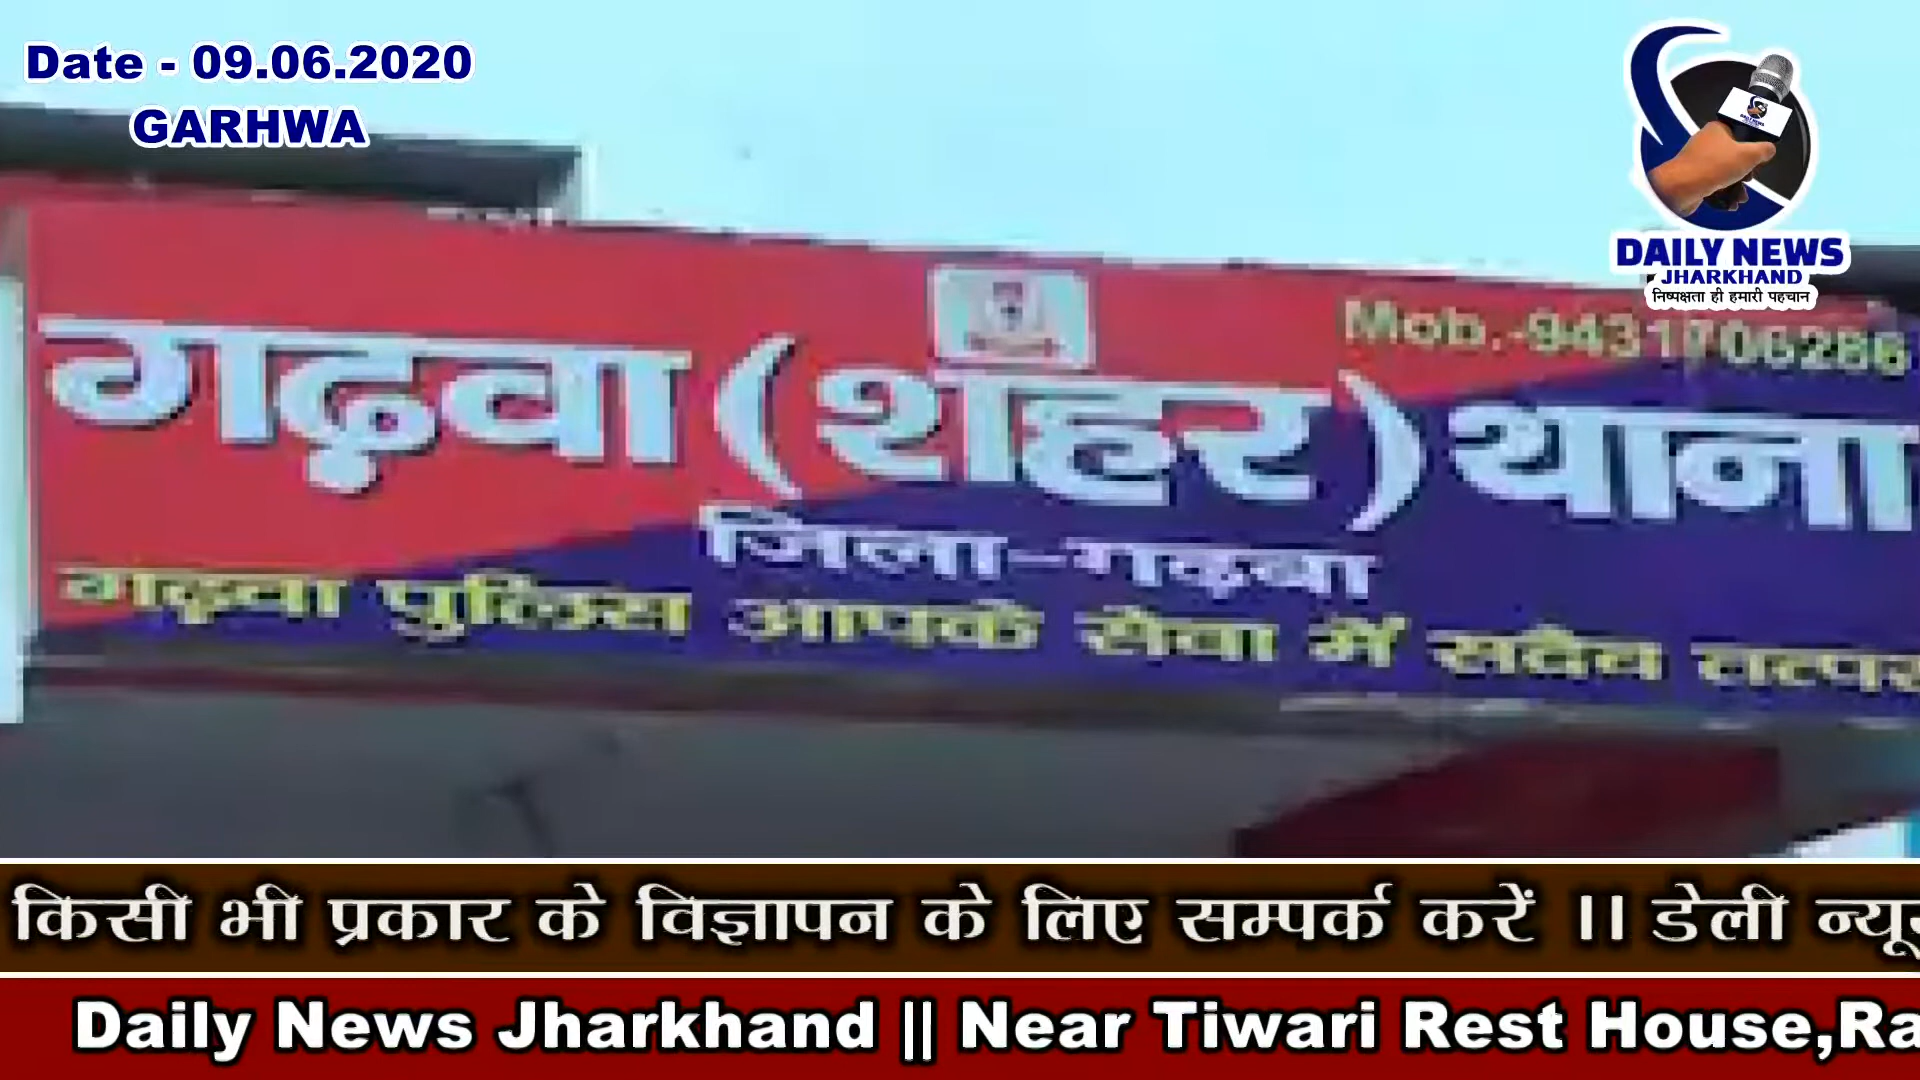 Date - 09.06.2020
GARHWA
DAILY NEWS
JHARKHAND
निष्पक्षता ही हमारी पहचान
Mob.-9431706286
गढ़वा (शहर) थाना
जिला-गढ़वा
गढ़वा पुलिस आपके सेवा में सदैव तत्पर
किसी भी प्रकार के विज्ञापन के लिए सम्पर्क करें ।। डेली न्यूज
Daily News Jharkhand || Near Tiwari Rest House,Ra